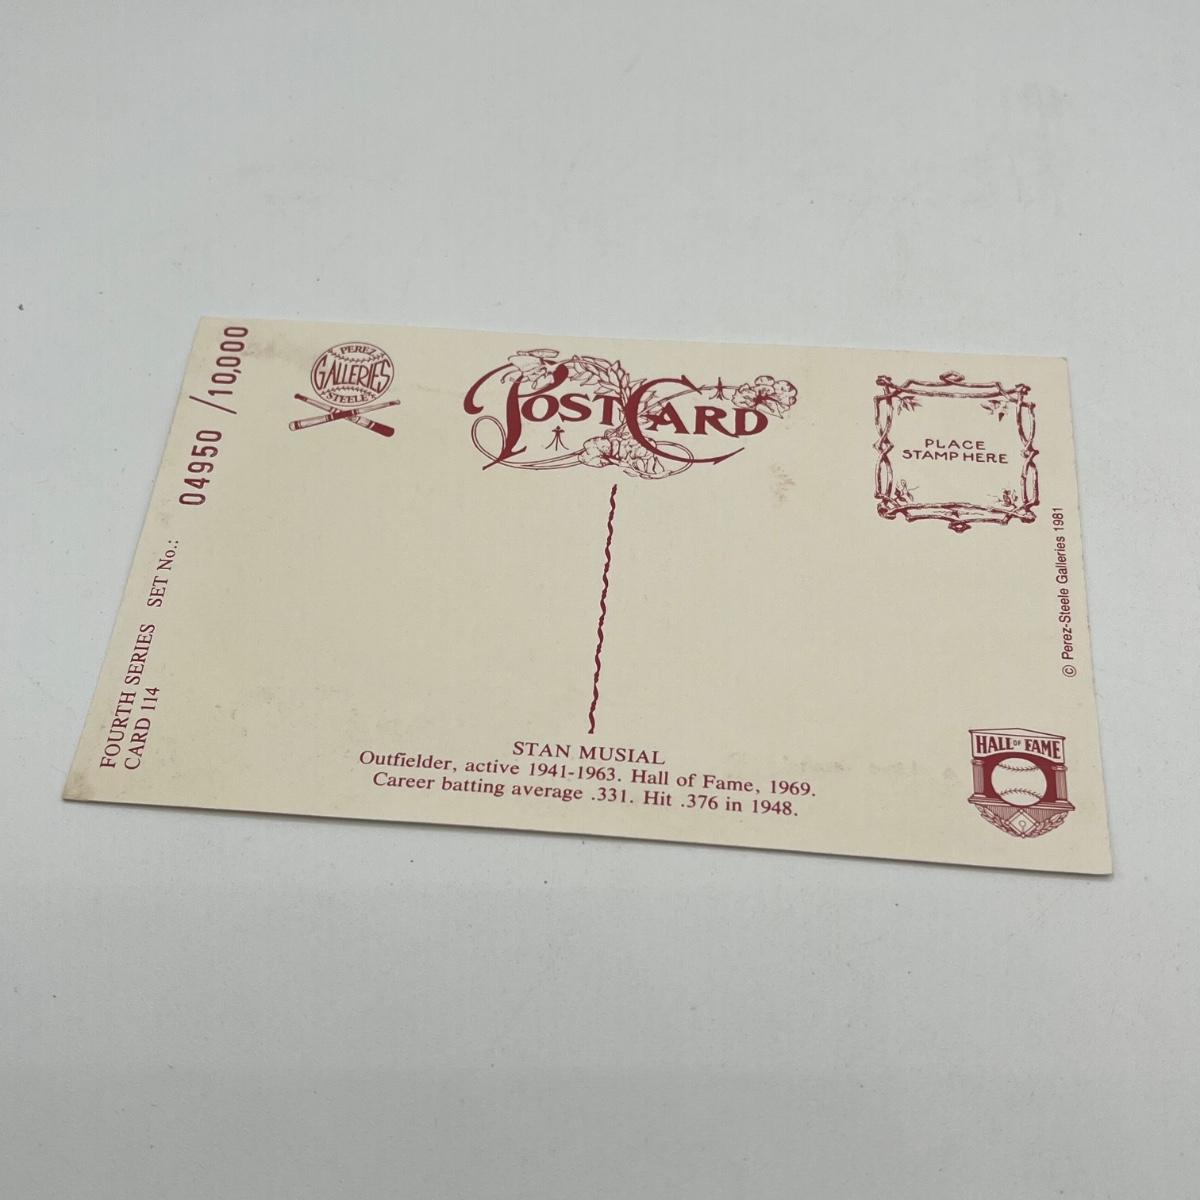 04950 /10,000
FOURTH SERIES SET No.:
CARD 114
PEREZ
GALLERIES
STEELE
POSTCARD
PLACE
STAMP HERE
© Perez-Steele Galleries 1981
STAN MUSIAL
Outfielder, active 1941-1963. Hall of Fame, 1969.
Career batting average .331. Hit .376 in 1948.
HALL OF FAME